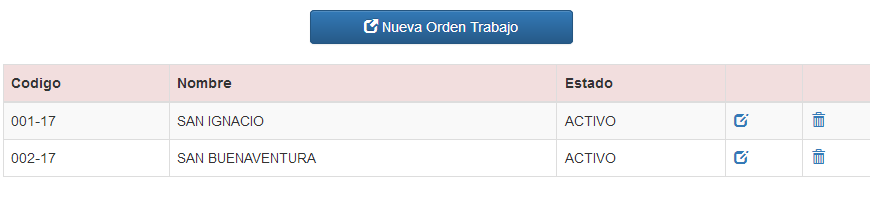 Nueva Orden Trabajo
Codigo Nombre Estado
001-17 SAN IGNACIO ACTIVO
002-17 SAN BUENAVENTURA ACTIVO